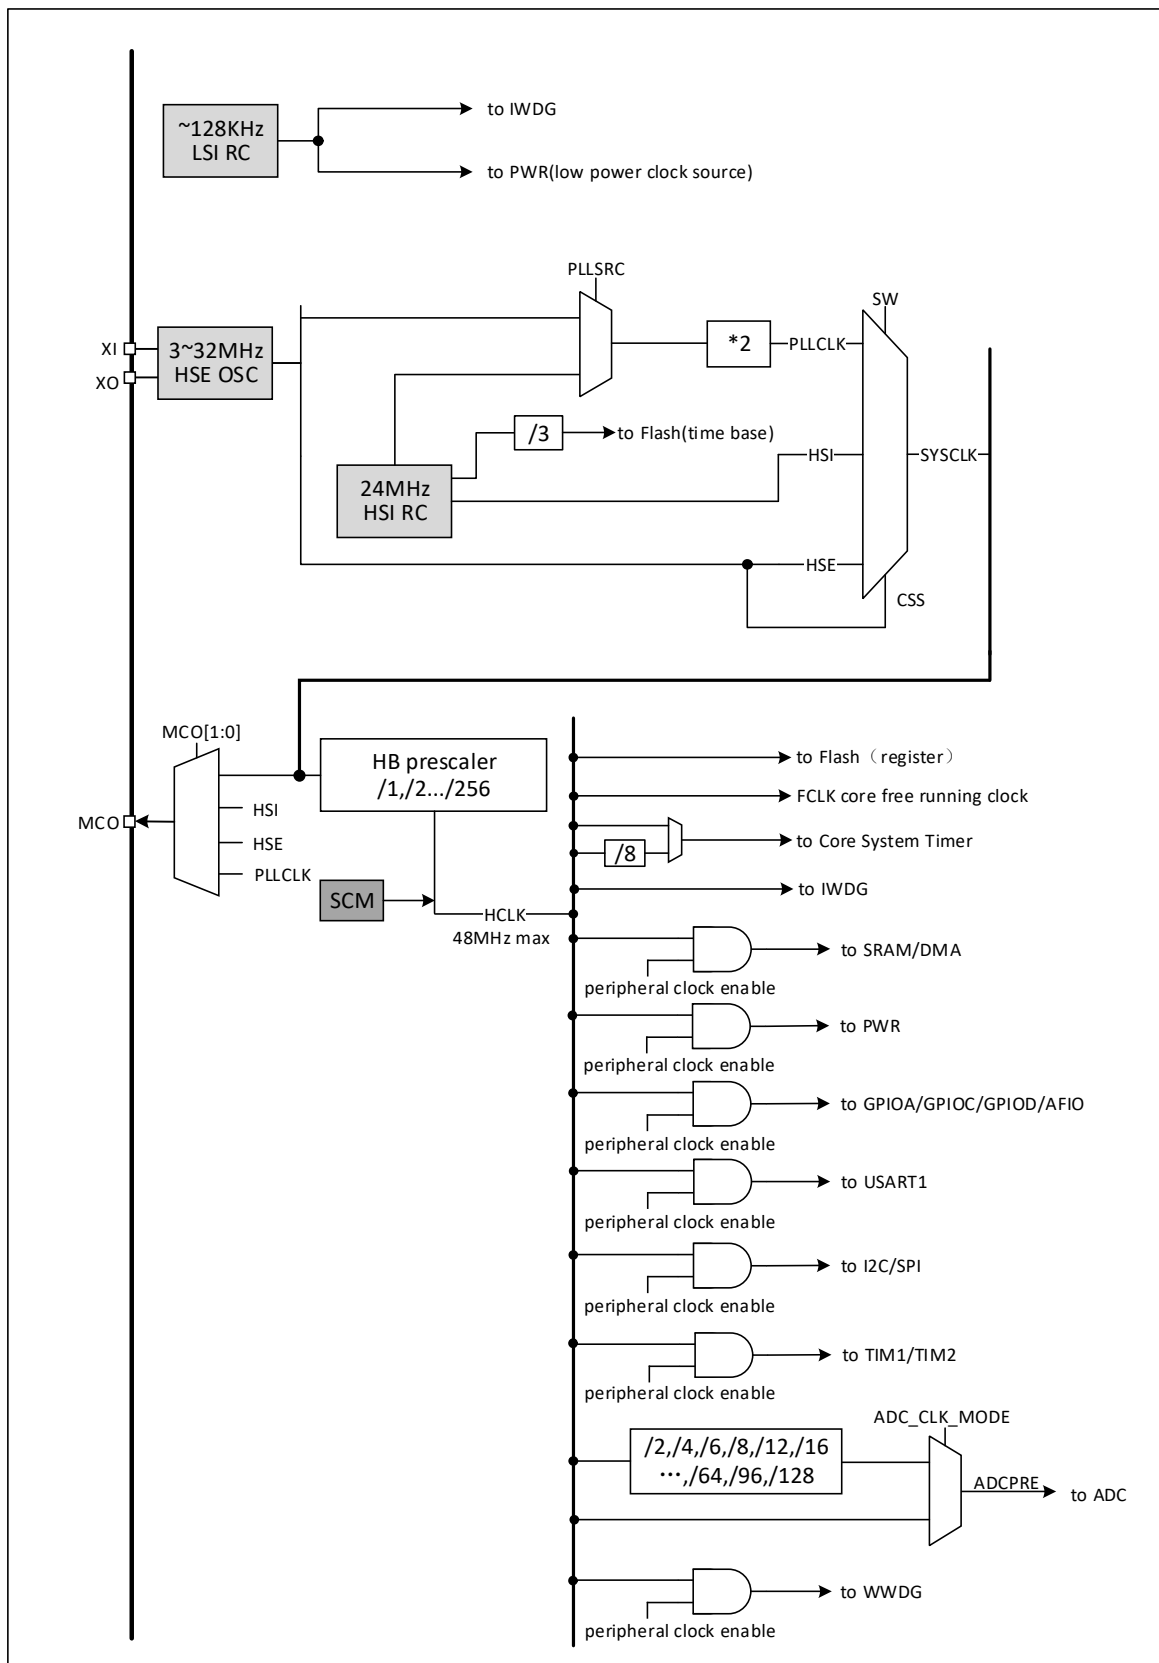 ~128KHz
LSI RC
to IWDG
to PWR(low power clock source)
PLLSRC
SW
XI
XO
3~32MHz
HSE OSC
*2
PLLCLK
/3
to Flash(time base)
24MHz
HSI RC
HSI
SYSCLK
HSE
CSS
MCO[1:0]
HB prescaler
/1,/2.../256
HSI
MCO
HSE
PLLCLK
SCM
HCLK
48MHz max
to Flash（register）
FCLK core free running clock
/8
to Core System Timer
to IWDG
to SRAM/DMA
peripheral clock enable
to PWR
peripheral clock enable
to GPIOA/GPIOC/GPIOD/AFIO
peripheral clock enable
to USART1
peripheral clock enable
to I2C/SPI
peripheral clock enable
to TIM1/TIM2
peripheral clock enable
ADC_CLK_MODE
/2,/4,/6,/8,/12,/16
…,/64,/96,/128
ADCPRE
to ADC
to WWDG
peripheral clock enable